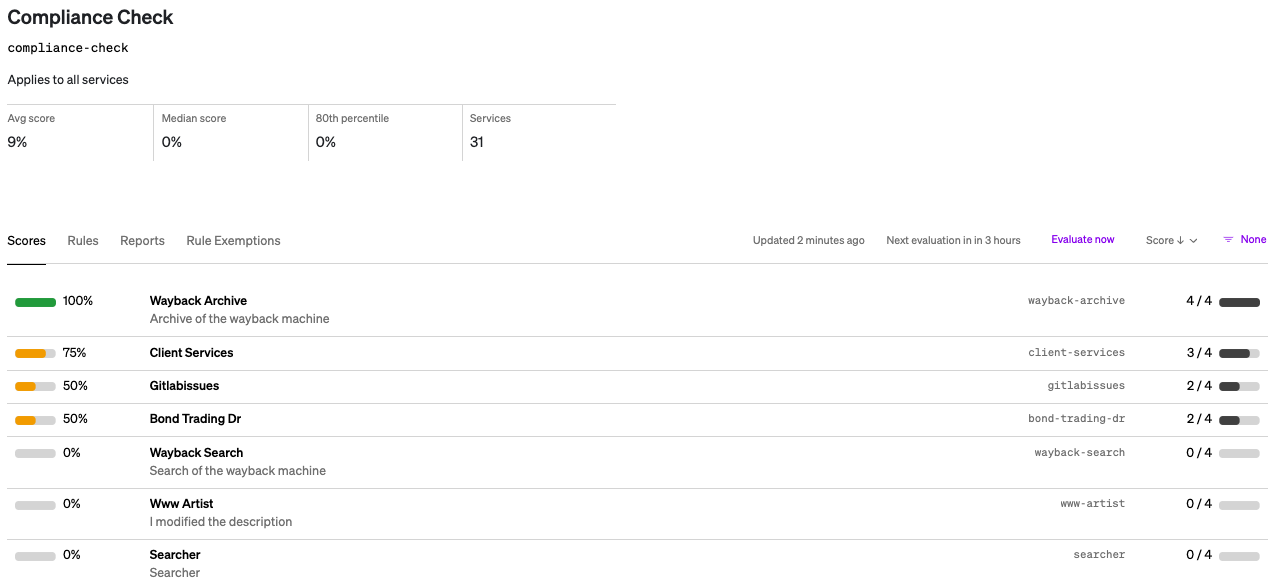 Compliance Check
compliance-check
Applies to all services
Avg score Median score 80th percentile Services
9% 0% 0% 31
Scores Rules Reports Rule Exemptions Updated 2 minutes ago Next evaluation in in 3 hours Evaluate now Score ↓ None
100% Wayback Archive wayback-archive 4 / 4
Archive of the wayback machine
75% Client Services client-services 3 / 4
50% Gitlabissues gitlabissues 2 / 4
50% Bond Trading Dr bond-trading-dr 2 / 4
0% Wayback Search wayback-search 0 / 4
Search of the wayback machine
0% Www Artist www-artist 0 / 4
I modified the description
0% Searcher searcher 0 / 4
Searcher